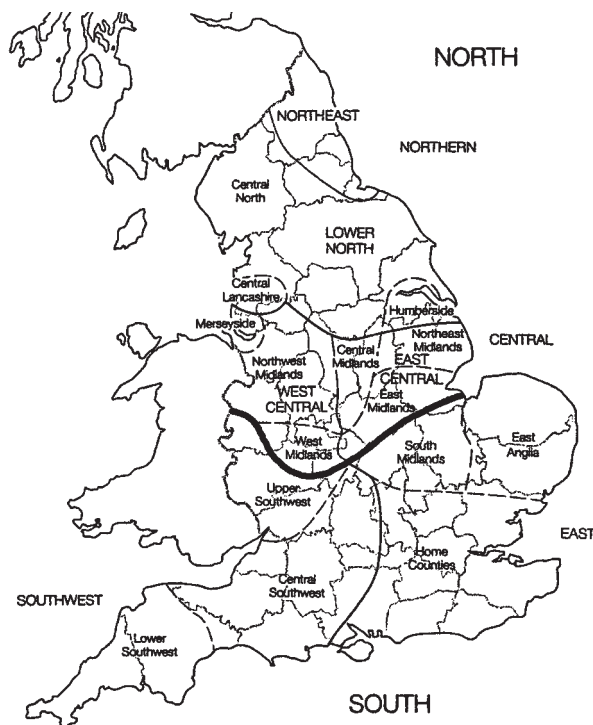 NORTH
NORTHEAST
NORTHERN
Central
North
LOWER
NORTH
Central
Lancashire
Humberside
Merseyside
Northeast
Midlands
CENTRAL
Central
Midlands
Northwest
Midlands
EAST
CENTRAL
WEST
CENTRAL
East
Midlands
West
Midlands
South
Midlands
East
Anglia
Upper
Southwest
EAST
Home
Counties
Central
Southwest
SOUTHWEST
Lower
Southwest
SOUTH